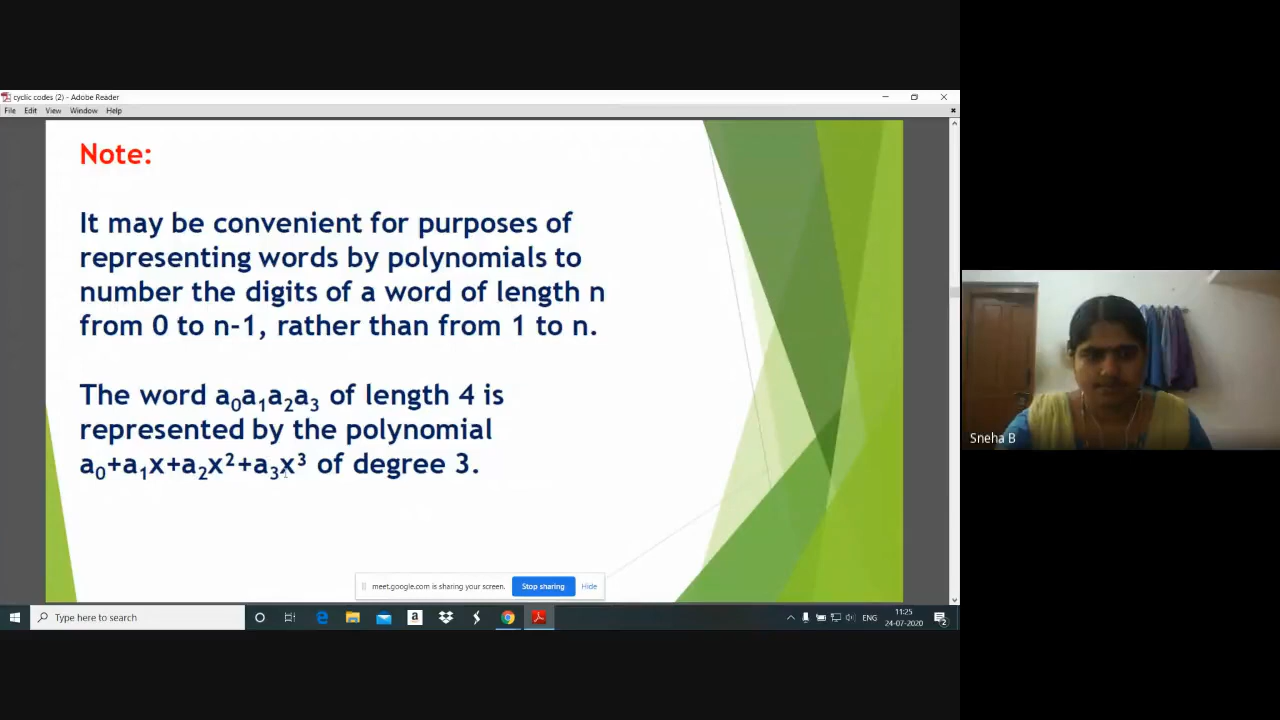 cyclic codes (2) - Adobe Reader
File Edit View Window Help
Note:
It may be convenient for purposes of
representing words by polynomials to
number the digits of a word of length n
from 0 to n-1, rather than from 1 to n.
The word a₀a₁a₂a₃ of length 4 is
represented by the polynomial
a₀+a₁x+a₂x²+a₃x³ of degree 3.
meet.google.com is sharing your screen. Stop sharing Hide
Sneha B
Type here to search
ENG
11:25
24-07-2020